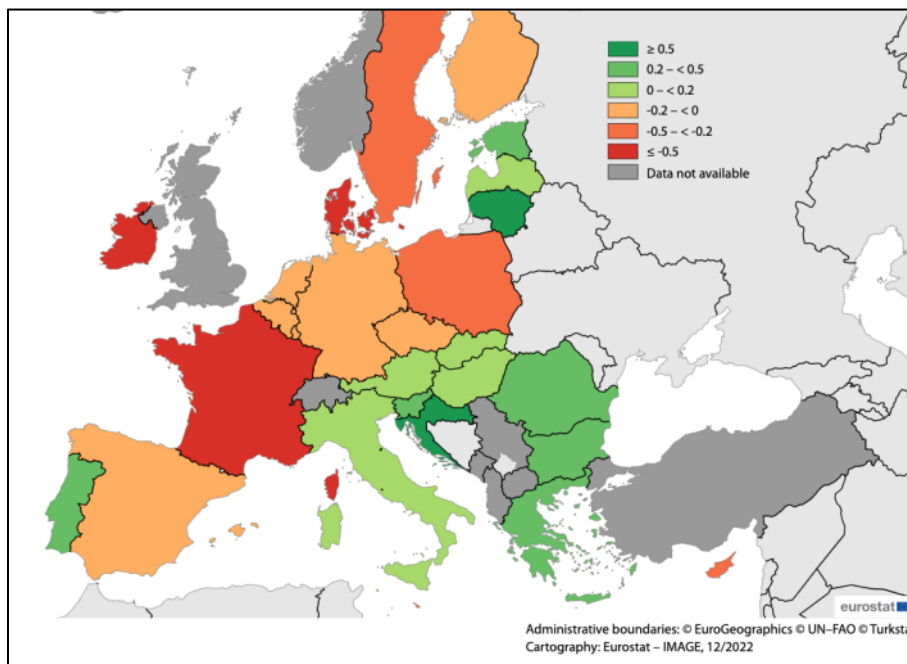 ≥ 0.5
0.2 – < 0.5
0 – < 0.2
-0.2 – < 0
-0.5 – < -0.2
≤ -0.5
Data not available
eurostat
Administrative boundaries: © EuroGeographics © UN–FAO © Turksta
Cartography: Eurostat – IMAGE, 12/2022